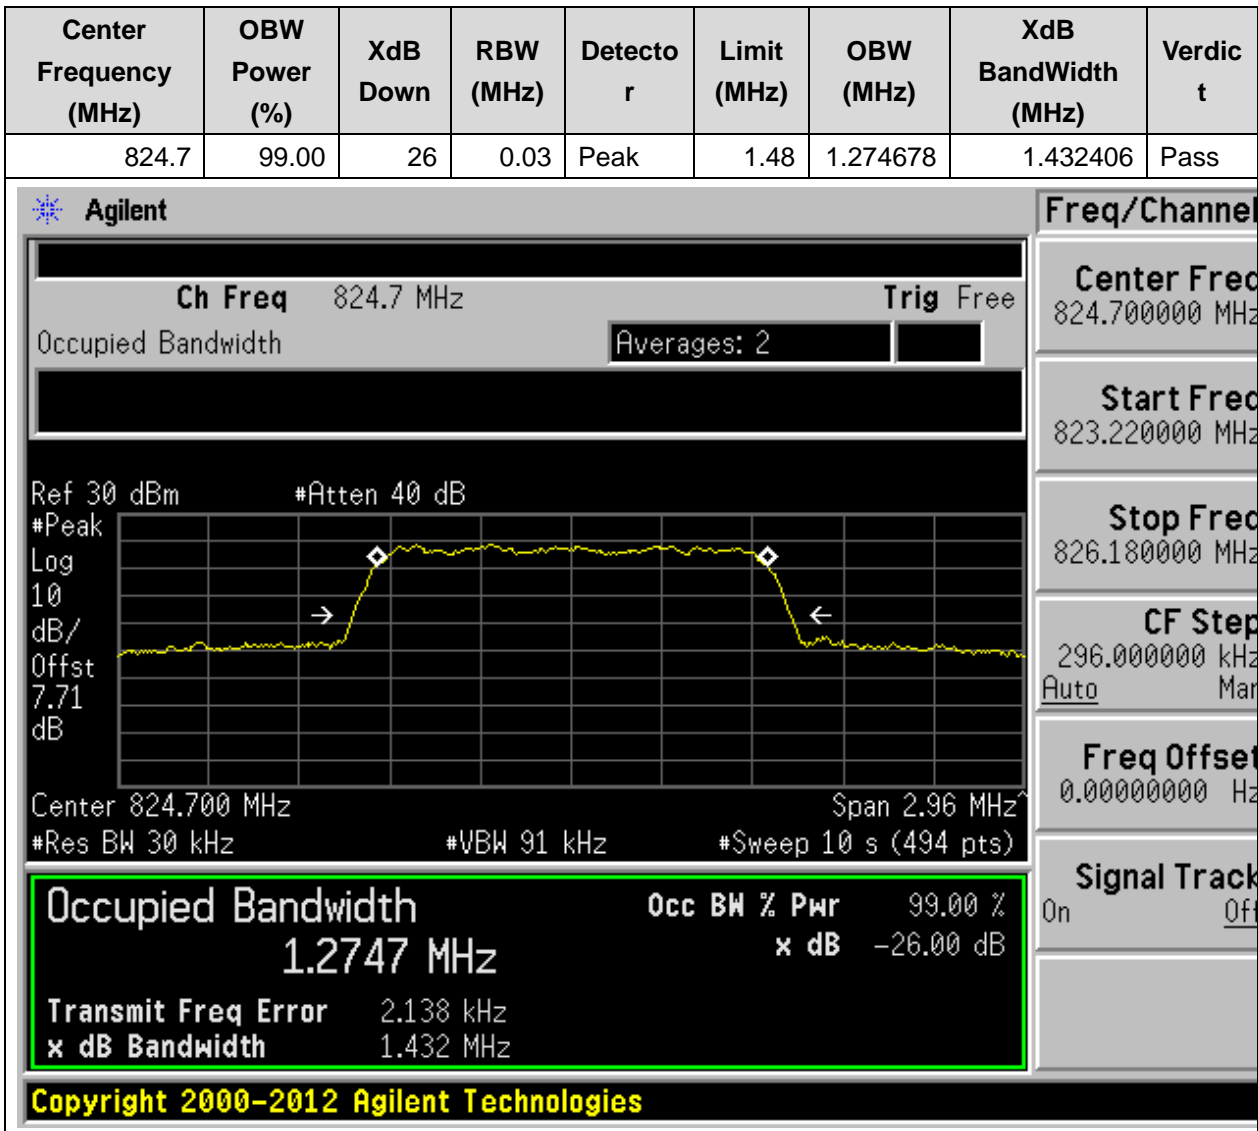 Center Frequency (MHz) OBW Power (%) XdB Down RBW (MHz) Detecto r Limit (MHz) OBW (MHz) XdB BandWidth (MHz) Verdic t
824.7 99.00 26 0.03 Peak 1.48 1.274678 1.432406 Pass
Agilent
Freq/Channel
Ch Freq 824.7 MHz Trig Free
Occupied Bandwidth Averages: 2
Center Freq
824.700000 MHz
Start Freq
823.220000 MHz
Stop Freq
826.180000 MHz
CF Step
296.000000 kHz
Auto Man
Freq Offset
0.00000000 Hz
Signal Track
On Off
Ref 30 dBm #Atten 40 dB
#Peak
Log
10
dB/
Offst
7.71
dB
Center 824.700 MHz Span 2.96 MHz^
#Res BW 30 kHz #VBW 91 kHz #Sweep 10 s (494 pts)
Occupied Bandwidth
1.2747 MHz
Occ BW % Pwr 99.00 %
x dB -26.00 dB
Transmit Freq Error 2.138 kHz
x dB Bandwidth 1.432 MHz
Copyright 2000-2012 Agilent Technologies